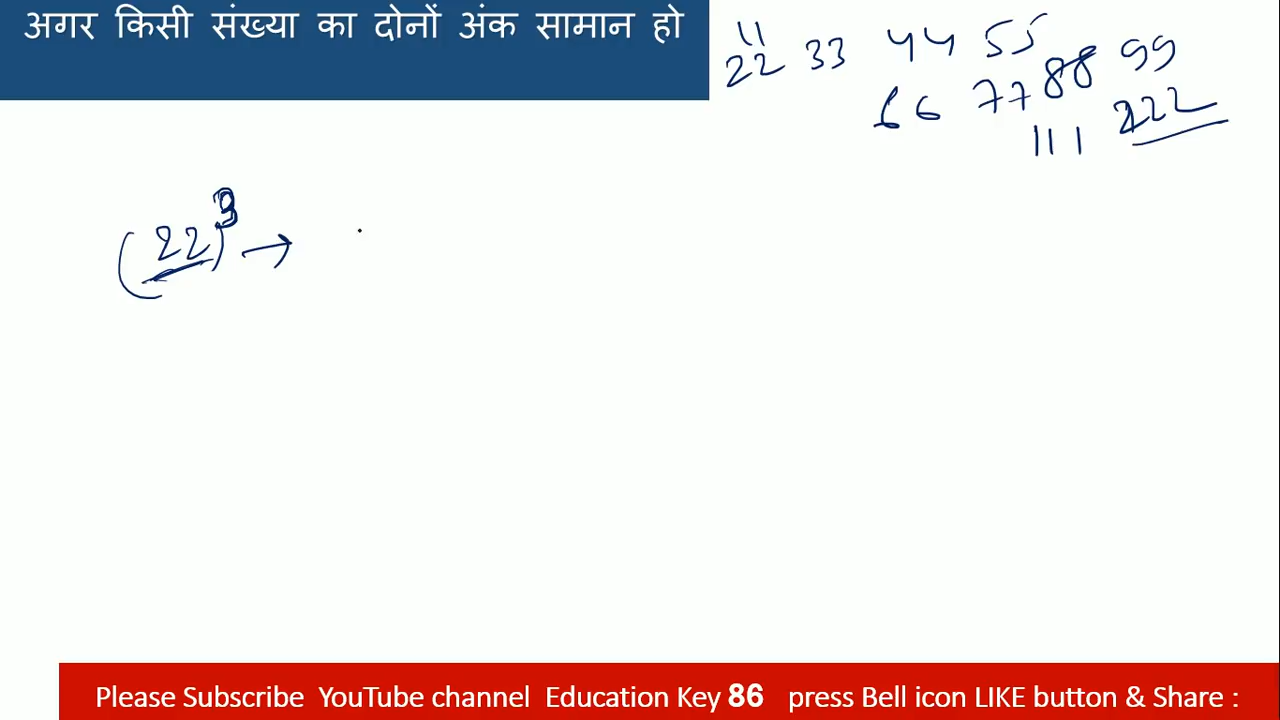 अगर किसी संख्या का दोनों अंक सामान हो
11
22 33 44 55
66 77 88 99
111 222
(22)³ →
Please Subscribe YouTube channel Education Key 86 press Bell icon LIKE button & Share :